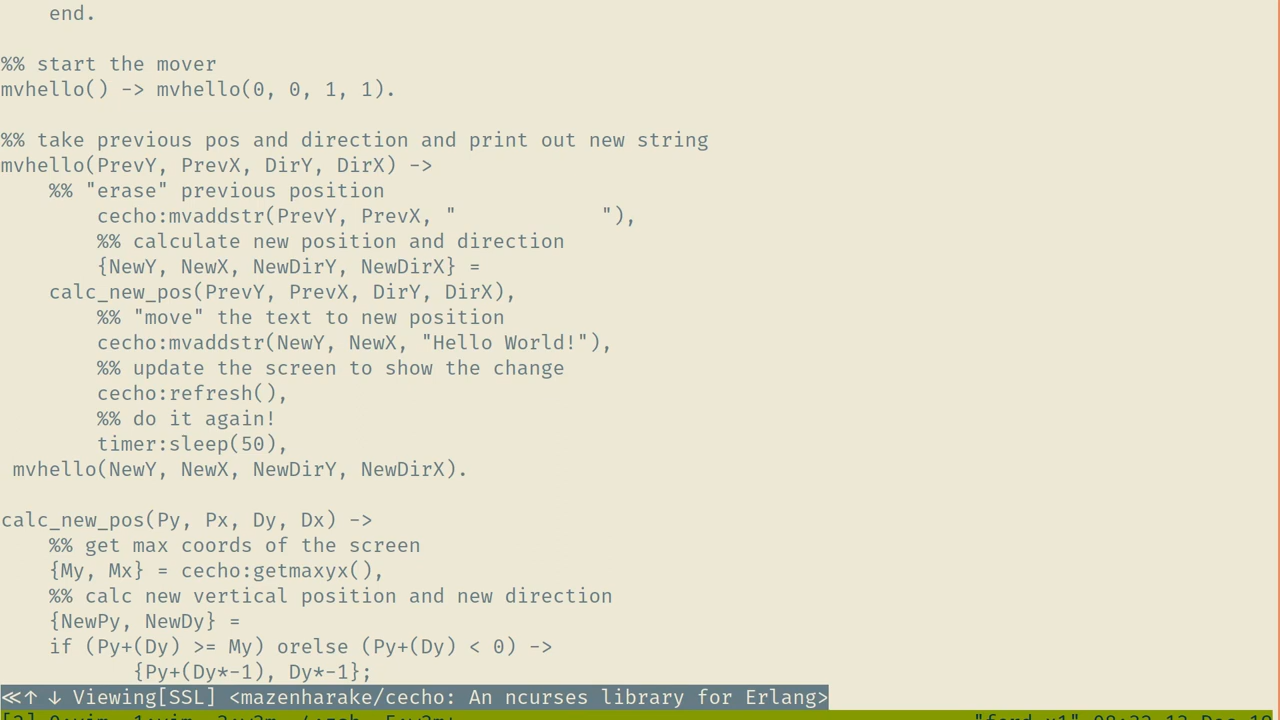 end.

%% start the mover
mvhello() -> mvhello(0, 0, 1, 1).

%% take previous pos and direction and print out new string
mvhello(PrevY, PrevX, DirY, DirX) ->
    %% "erase" previous position
        cecho:mvaddstr(PrevY, PrevX, "            "),
        %% calculate new position and direction
        {NewY, NewX, NewDirY, NewDirX} =
    calc_new_pos(PrevY, PrevX, DirY, DirX),
        %% "move" the text to new position
        cecho:mvaddstr(NewY, NewX, "Hello World!"),
        %% update the screen to show the change
        cecho:refresh(),
        %% do it again!
        timer:sleep(50),
 mvhello(NewY, NewX, NewDirY, NewDirX).

calc_new_pos(Py, Px, Dy, Dx) ->
    %% get max coords of the screen
    {My, Mx} = cecho:getmaxyx(),
    %% calc new vertical position and new direction
    {NewPy, NewDy} =
    if (Py+(Dy) >= My) orelse (Py+(Dy) < 0) ->
           {Py+(Dy*-1), Dy*-1};
≪↑ ↓ Viewing[SSL] <mazenharake/cecho: An ncurses library for Erlang>